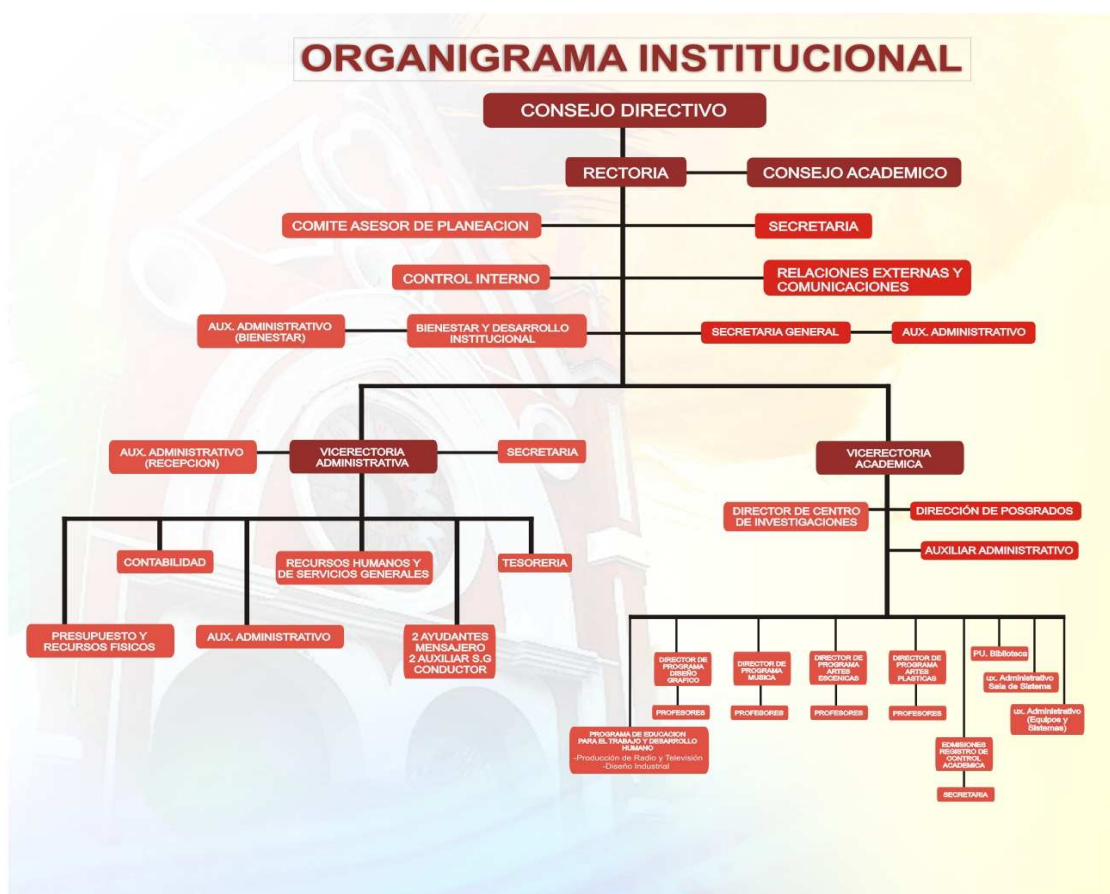 ORGANIGRAMA INSTITUCIONAL
CONSEJO DIRECTIVO
RECTORIA
CONSEJO ACADEMICO
COMITE ASESOR DE PLANEACION
SECRETARIA
CONTROL INTERNO
RELACIONES EXTERNAS Y
COMUNICACIONES
AUX. ADMINISTRATIVO
(BIENESTAR)
BIENESTAR Y DESARROLLO
INSTITUCIONAL
SECRETARIA GENERAL
AUX. ADMINISTRATIVO
AUX. ADMINISTRATIVO
(RECEPCION)
VICERECTORIA
ADMINISTRATIVA
SECRETARIA
VICERECTORIA
ACADEMICA
DIRECTOR DE CENTRO
DE INVESTIGACIONES
DIRECCIÓN DE POSGRADOS
AUXILIAR ADMINISTRATIVO
CONTABILIDAD
RECURSOS HUMANOS Y
DE SERVICIOS GENERALES
TESORERIA
PRESUPUESTO Y
RECURSOS FISICOS
AUX. ADMINISTRATIVO
2 AYUDANTES
MENSAJERO
2 AUXILIAR S.G
CONDUCTOR
DIRECTOR DE
PROGRAMA
DISEÑO
GRAFICO
PROFESORES
DIRECTOR DE
PROGRAMA
MUSICA
PROFESORES
DIRECTOR DE
PROGRAMA
ARTES
ESCENICAS
PROFESORES
DIRECTOR DE
PROGRAMA
ARTES
PLASTICAS
PROFESORES
PU. Biblioteca
ux. Administrativo
Sala de Sistema
ux. Administrativo
(Equipos y
Sistemas)
PROGRAMA DE EDUCACION
PARA EL TRABAJO Y DESARROLLO
HUMANO
-Producción de Radio y Televisión
-Diseño Industrial
EDMISIONES
REGISTRO DE
CONTROL
ACADEMICA
SECRETARIA